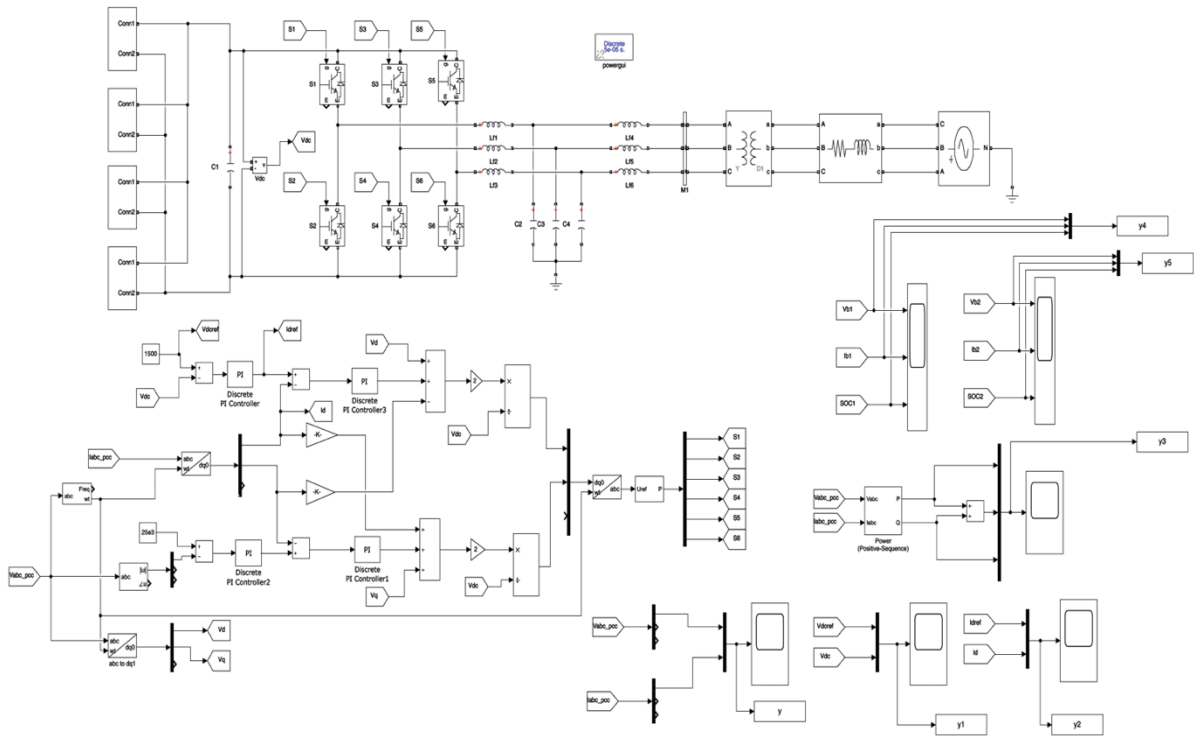 Conn1
Conn2
Conn1
Conn2
Conn1
Conn2
Conn1
Conn2
C1
Vdc
Vdc
S1
S3
S5
g C
S1
m E
g C
S3
m E
g C
S5
m E
S2
S4
S6
g C
S2
m E
g C
S4
m E
g C
S6
m E
Discrete
5e-05 s.
powergui
Lf1
Lf2
Lf3
Lf4
Lf5
Lf6
C2
C3
C4
M1
A a
B b
C c
Y D1
A a
B b
C c
C
B
A
N
y4
y5
Vb1
Ib1
SOC1
Vb2
Ib2
SOC2
y3
Vdcref
Idref
1500
Vdc
PI
Discrete
PI Controller
PI
Discrete
PI Controller3
Vd
2
Vdc
Id
-K-
-K-
Iabc_pcc
abc
wt
dq0
Freq
abc
wt
25e3
PI
Discrete
PI Controller2
PI
Discrete
PI Controller1
Vq
2
Vdc
Vabc_pcc
abc
|u|
∠u
abc
wt
dq0
abc to dq1
Vd
Vq
dq0
wt
abc
Uref P
S1
S2
S3
S4
S5
S6
Vabc_pcc
Iabc_pcc
Vabc P
Iabc Q
Power
(Positive-Sequence)
Vabc_pcc
Iabc_pcc
y
Vdcref
Vdc
y1
Idref
Id
y2